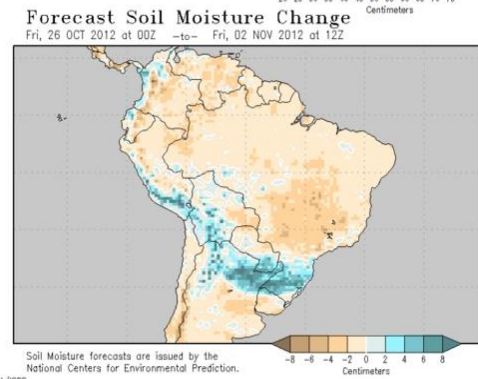 Centimeters
Forecast Soil Moisture Change
Fri, 26 OCT 2012 at 00Z —to— Fri, 02 NOV 2012 at 12Z
Soil Moisture forecasts are issued by the
National Centers for Environmental Prediction.
-8 -6 -4 -2 0 2 4 6 8
Centimeters